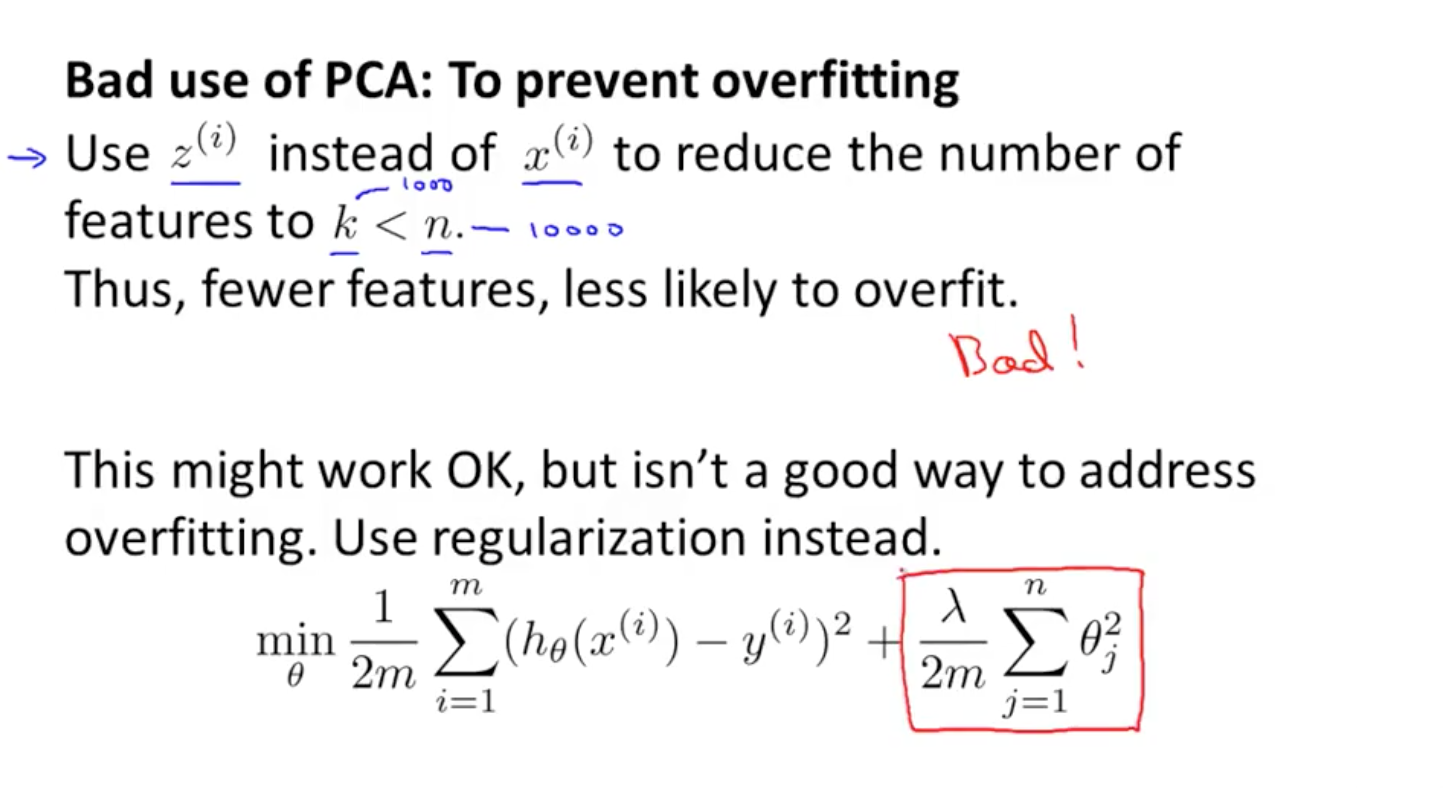 Bad use of PCA: To prevent overfitting
→ Use z^{(i)} instead of x^{(i)} to reduce the number of
1000
features to k < n. — 10000
Thus, fewer features, less likely to overfit.
Bad!
This might work OK, but isn’t a good way to address
overfitting. Use regularization instead.
\min_{\theta} \frac{1}{2m} \sum_{i=1}^{m} (h_{\theta}(x^{(i)}) - y^{(i)})^2 + \frac{\lambda}{2m} \sum_{j=1}^{n} \theta_j^2